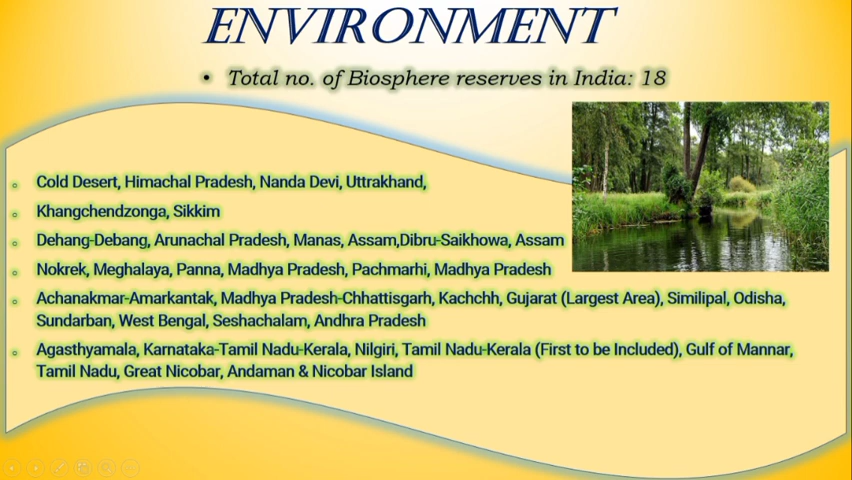 ENVIRONMENT
• Total no. of Biosphere reserves in India: 18
Cold Desert, Himachal Pradesh, Nanda Devi, Uttrakhand,
Khangchendzonga, Sikkim
Dehang-Debang, Arunachal Pradesh, Manas, Assam,Dibru-Saikhowa, Assam
Nokrek, Meghalaya, Panna, Madhya Pradesh, Pachmarhi, Madhya Pradesh
Achanakmar-Amarkantak, Madhya Pradesh-Chhattisgarh, Kachchh, Gujarat (Largest Area), Similipal, Odisha,
Sundarban, West Bengal, Seshachalam, Andhra Pradesh
Agasthyamala, Karnataka-Tamil Nadu-Kerala, Nilgiri, Tamil Nadu-Kerala (First to be Included), Gulf of Mannar,
Tamil Nadu, Great Nicobar, Andaman & Nicobar Island